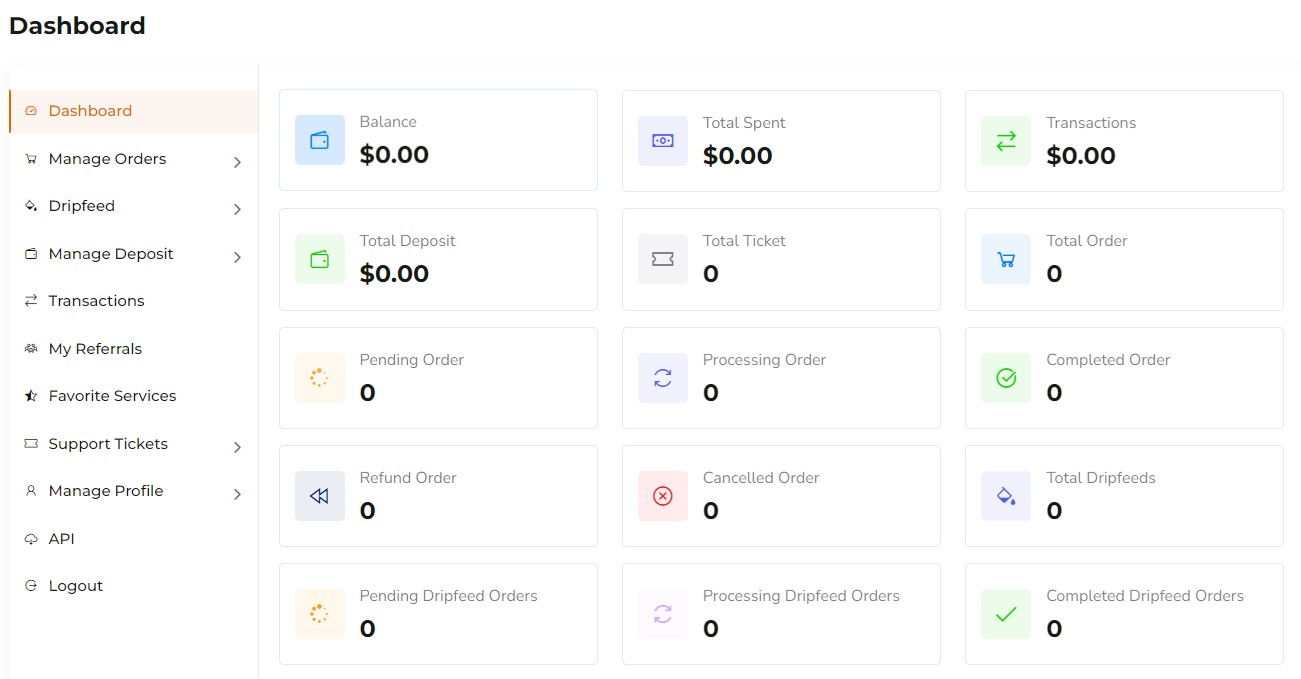 Dashboard
Dashboard
Manage Orders
Dripfeed
Manage Deposit
Transactions
My Referrals
Favorite Services
Support Tickets
Manage Profile
API
Logout
Balance
$0.00
Total Spent
$0.00
Transactions
$0.00
Total Deposit
$0.00
Total Ticket
0
Total Order
0
Pending Order
0
Processing Order
0
Completed Order
0
Refund Order
0
Cancelled Order
0
Total Dripfeeds
0
Pending Dripfeed Orders
0
Processing Dripfeed Orders
0
Completed Dripfeed Orders
0